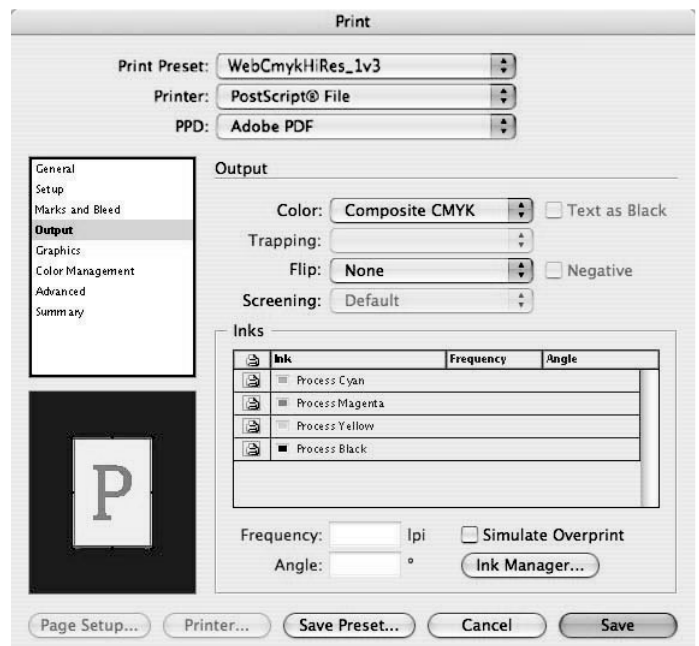 Print
Print Preset: WebCmykHiRes_1v3
Printer: PostScript® File
PPD: Adobe PDF
General
Setup
Marks and Bleed
Output
Graphics
Color Management
Advanced
Summary
Output
Color: Composite CMYK Text as Black
Trapping:
Flip: None Negative
Screening: Default
Inks
Ink Frequency Angle
Process Cyan
Process Magenta
Process Yellow
Process Black
Frequency: lpi Simulate Overprint
Angle: ° Ink Manager...
P
Page Setup... Printer... Save Preset... Cancel Save